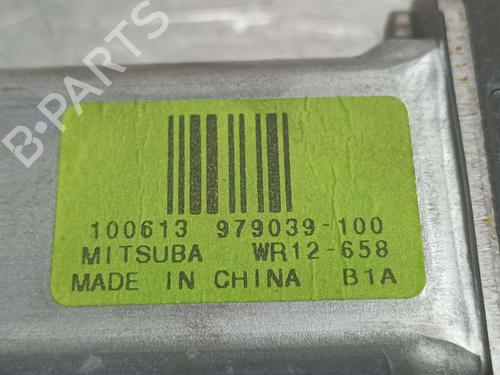 B-PARTS
100613 979039-100
MITSUBA WR12-658
MADE IN CHINA B1A